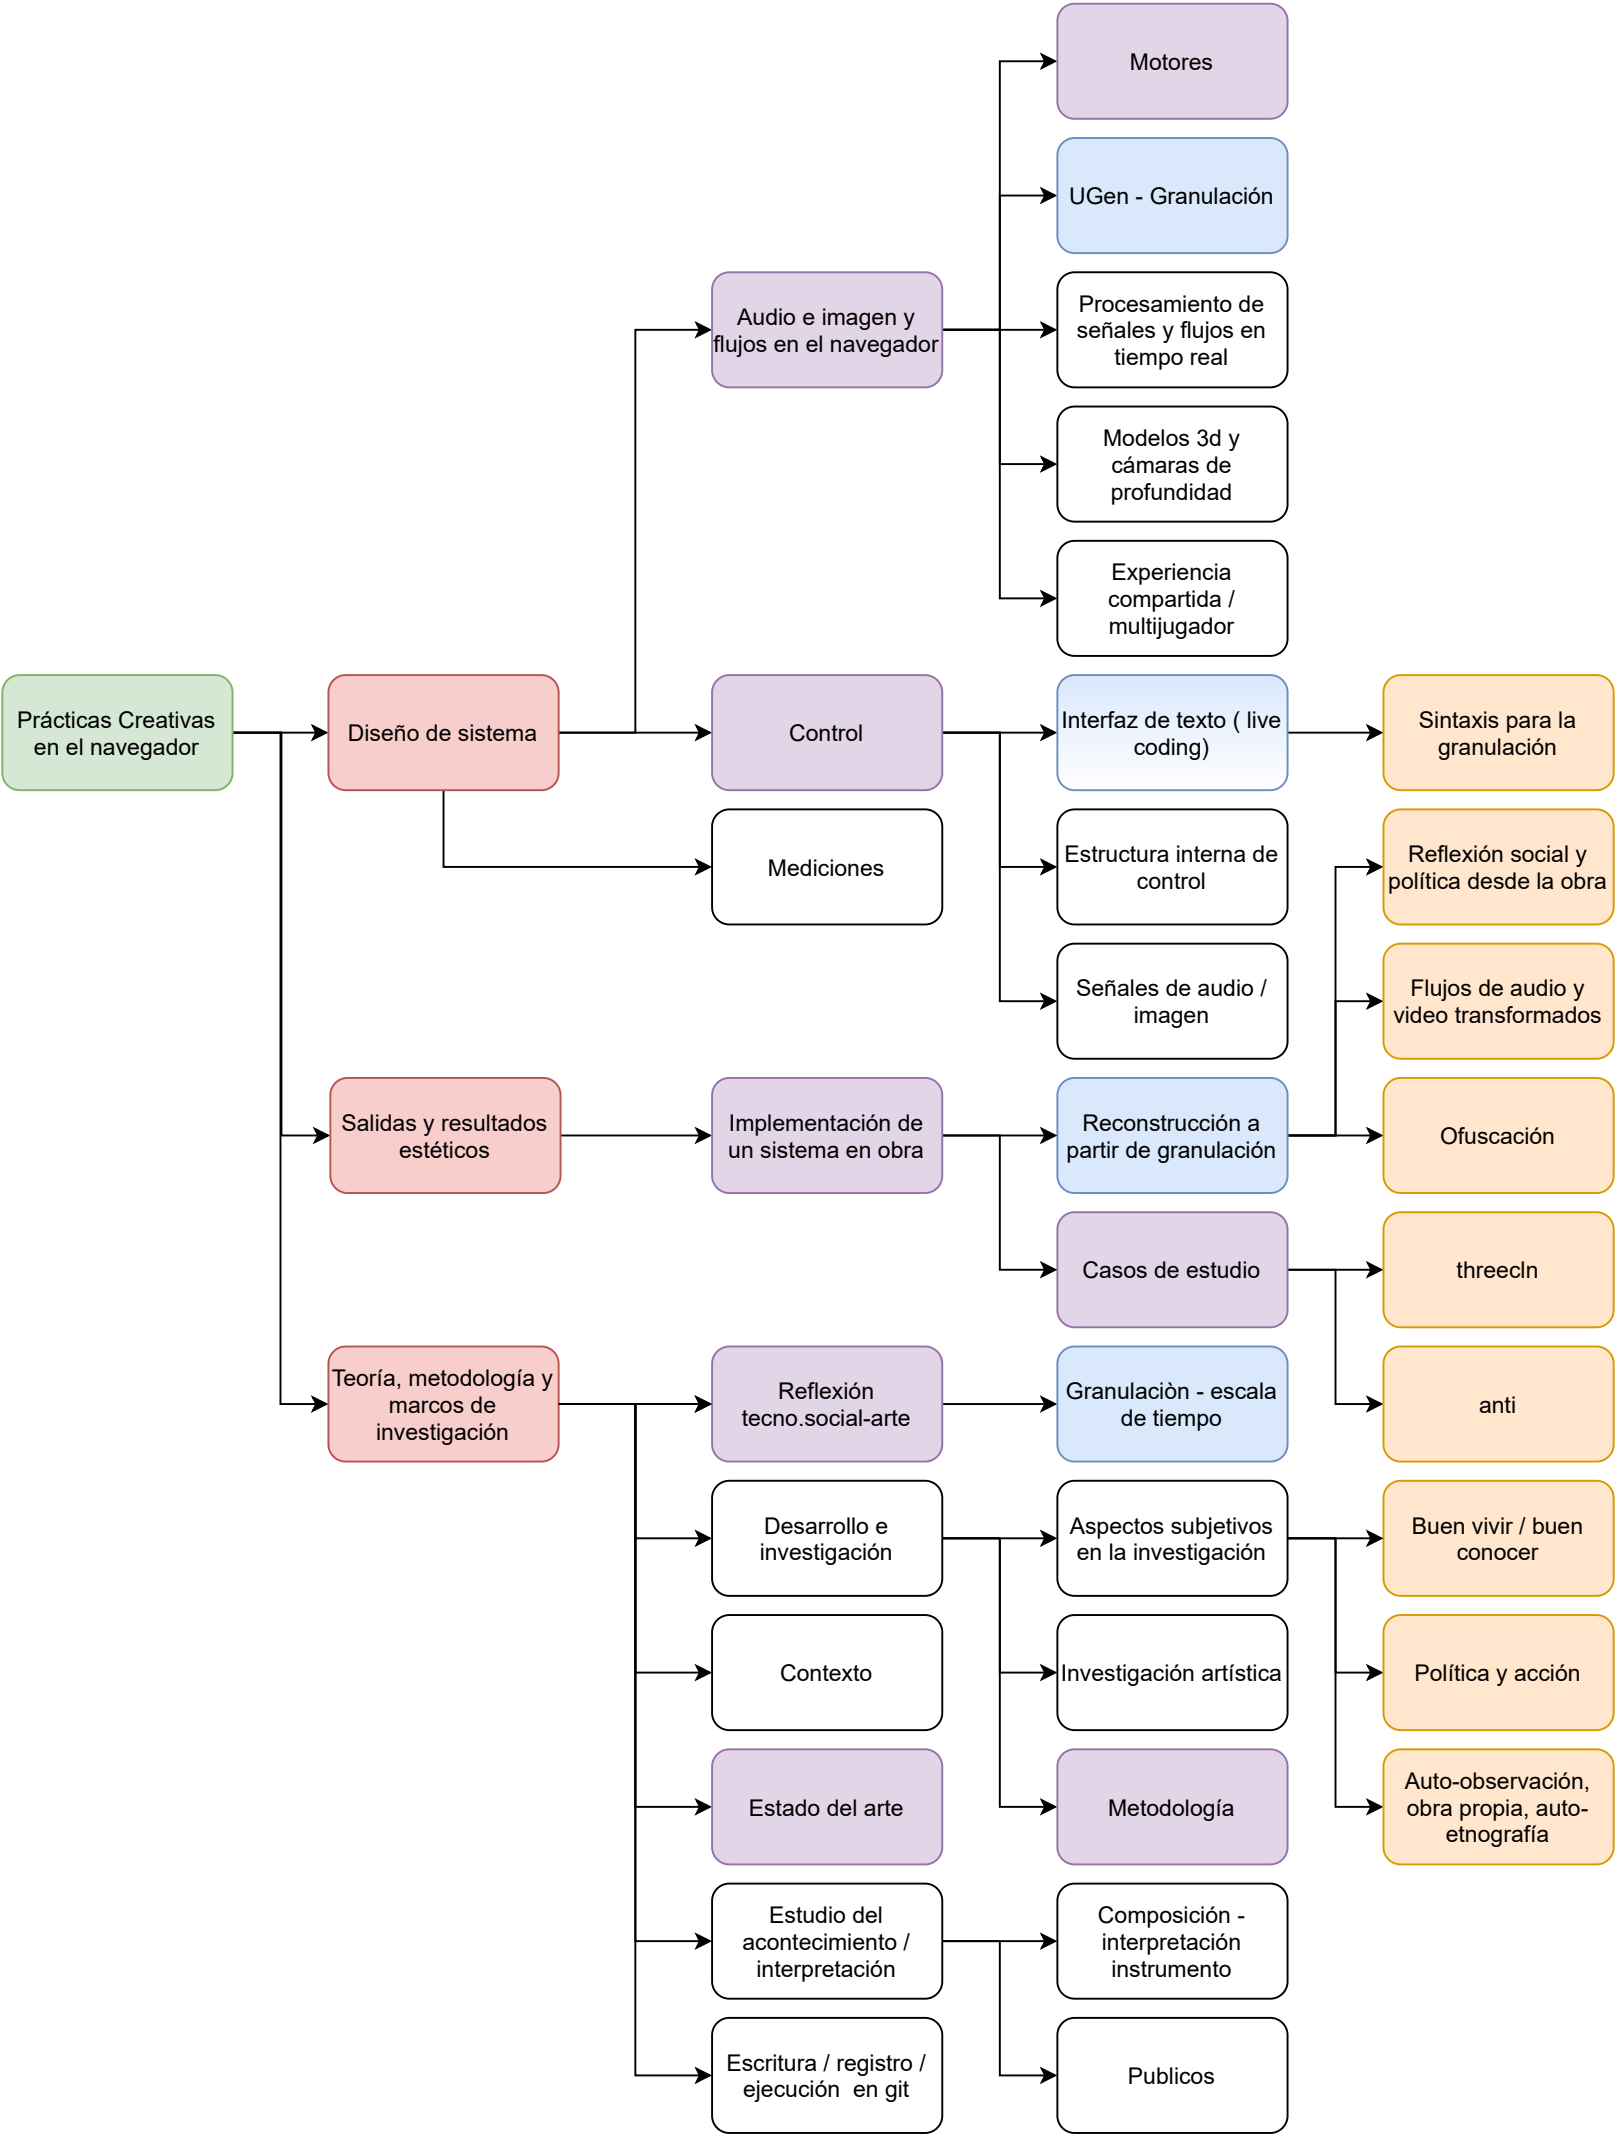 Motores
UGen - Granulación
Audio e imagen y
flujos en el navegador
Procesamiento de
señales y flujos en
tiempo real
Modelos 3d y
cámaras de
profundidad
Experiencia
compartida /
multijugador
Prácticas Creativas
en el navegador
Diseño de sistema
Control
Interfaz de texto ( live
coding)
Sintaxis para la
granulación
Mediciones
Estructura interna de
control
Reflexión social y
política desde la obra
Señales de audio /
imagen
Flujos de audio y
video transformados
Salidas y resultados
estéticos
Implementación de
un sistema en obra
Reconstrucción a
partir de granulación
Ofuscación
Casos de estudio
threecln
Teoría, metodología y
marcos de
investigación
Reflexión
tecno.social-arte
Granulaciòn - escala
de tiempo
anti
Desarrollo e
investigación
Aspectos subjetivos
en la investigación
Buen vivir / buen
conocer
Contexto
Investigación artística
Política y acción
Estado del arte
Metodología
Auto-observación,
obra propia, auto-
etnografía
Estudio del
acontecimiento /
interpretación
Composición -
interpretación
instrumento
Escritura / registro /
ejecución  en git
Publicos